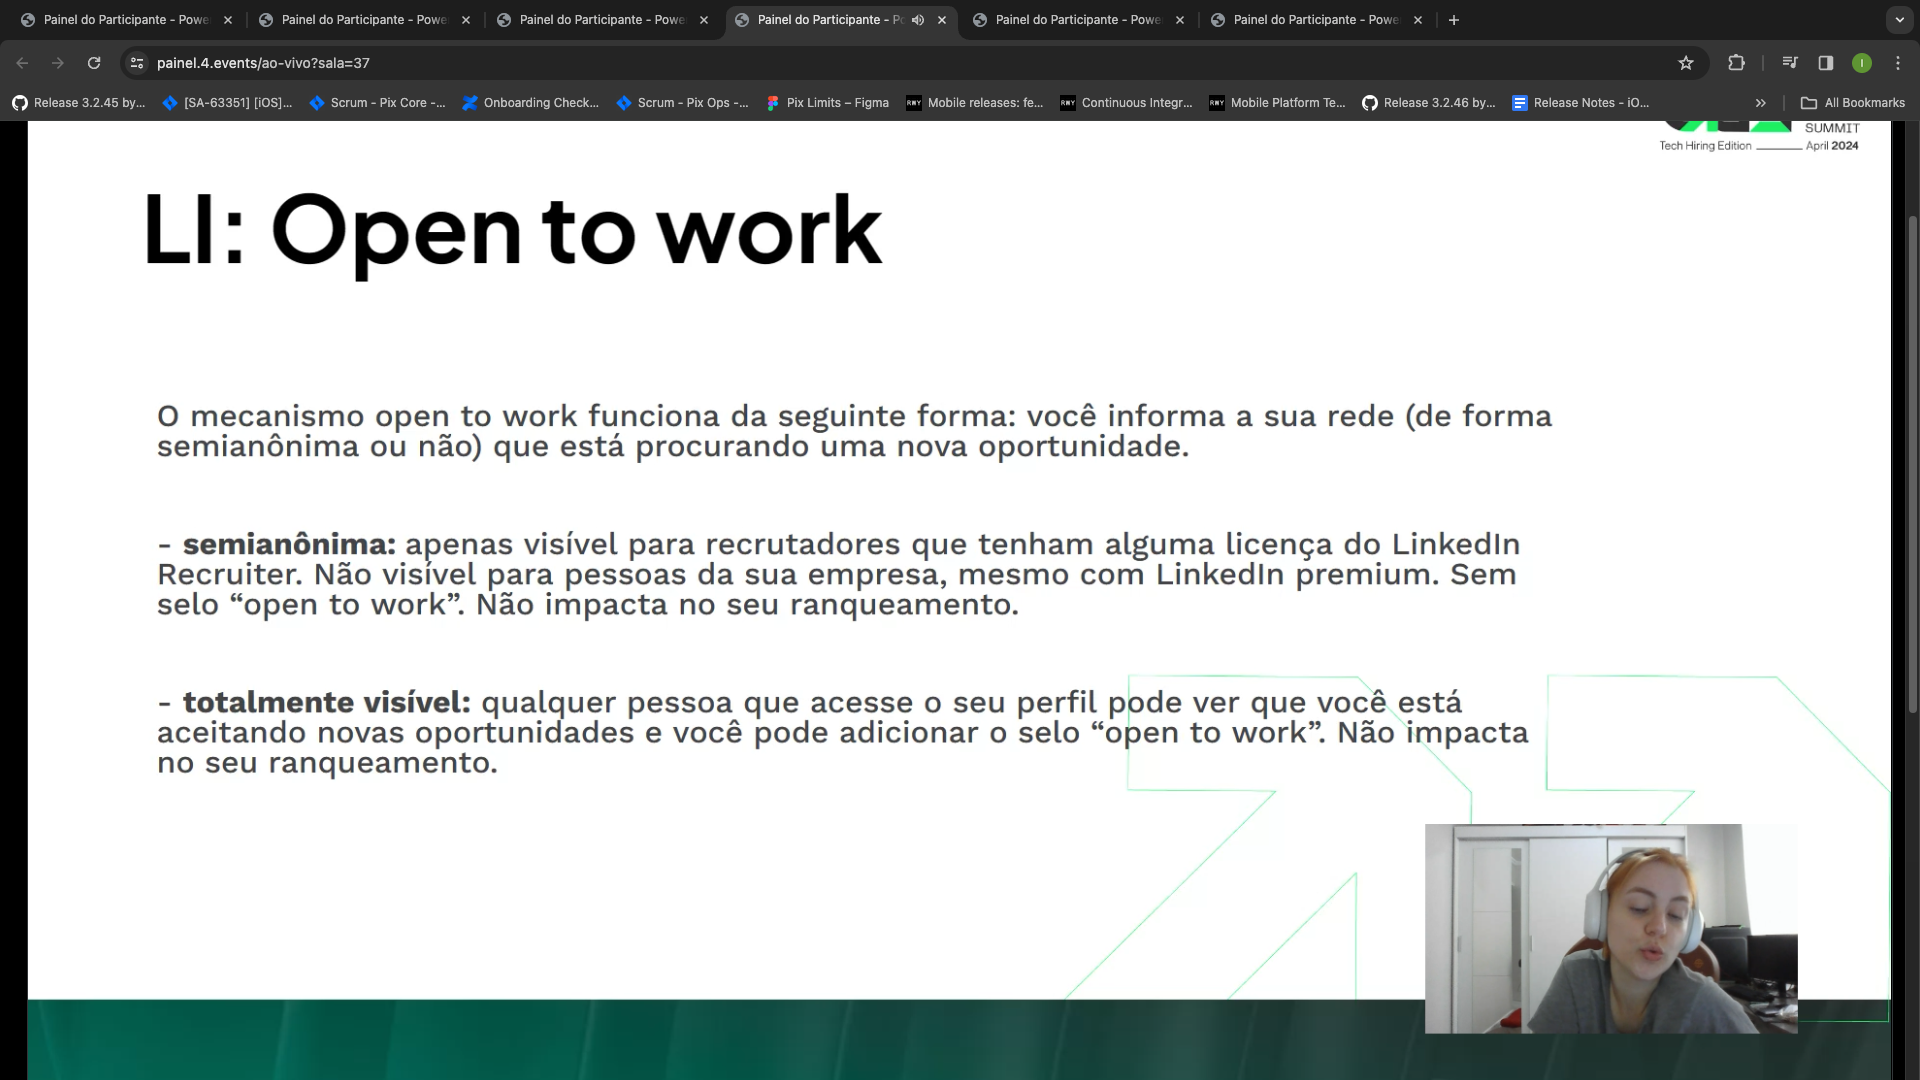 Painel do Participante - Powe
Painel do Participante - Powe
Painel do Participante - Powe
Painel do Participante - Po
Painel do Participante - Powe
Painel do Participante - Powe
painel.4.events/ao-vivo?sala=37
I
Release 3.2.45 by...
[SA-63351] [iOS]...
Scrum - Pix Core -...
Onboarding Check...
Scrum - Pix Ops -...
Pix Limits – Figma
RWY Mobile releases: fe...
RWY Continuous Integr...
RWY Mobile Platform Te...
Release 3.2.46 by...
Release Notes - iO...
All Bookmarks
SUMMIT
Tech Hiring Edition April 2024
LI: Open to work
O mecanismo open to work funciona da seguinte forma: você informa a sua rede (de forma
semianônima ou não) que está procurando uma nova oportunidade.
- semianônima: apenas visível para recrutadores que tenham alguma licença do LinkedIn
Recruiter. Não visível para pessoas da sua empresa, mesmo com LinkedIn premium. Sem
selo “open to work”. Não impacta no seu ranqueamento.
- totalmente visível: qualquer pessoa que acesse o seu perfil pode ver que você está
aceitando novas oportunidades e você pode adicionar o selo “open to work”. Não impacta
no seu ranqueamento.